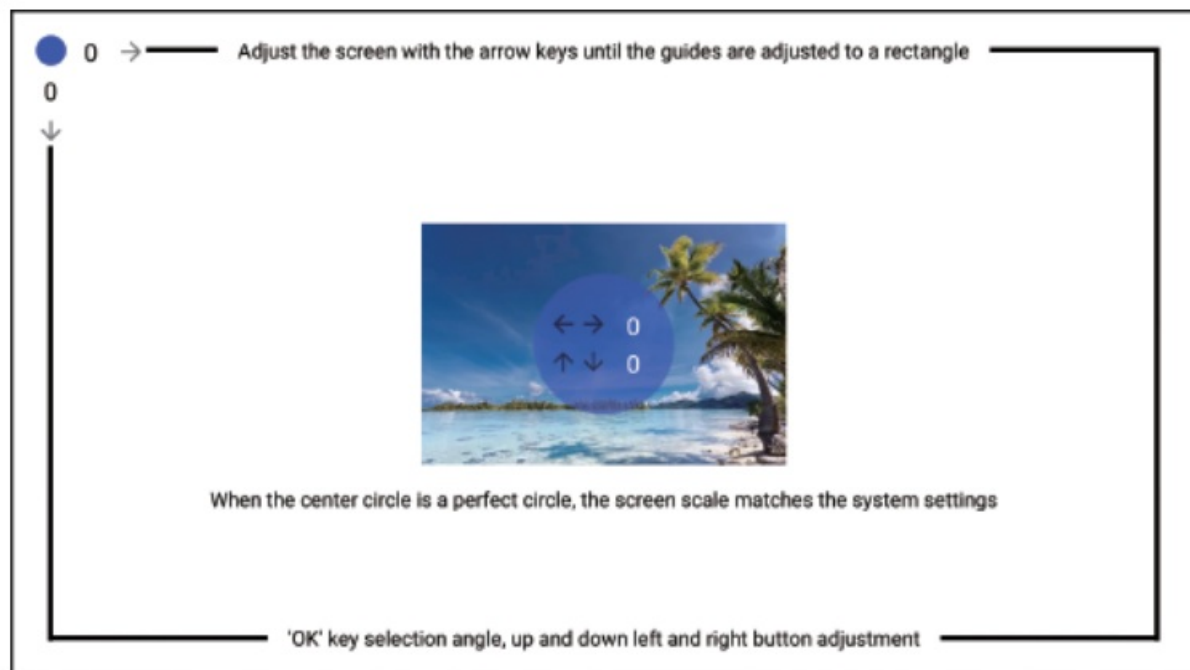 0 → Adjust the screen with the arrow keys until the guides are adjusted to a rectangle
0
↓
← → 0
↑ ↓ 0
When the center circle is a perfect circle, the screen scale matches the system settings
'OK' key selection angle, up and down left and right button adjustment